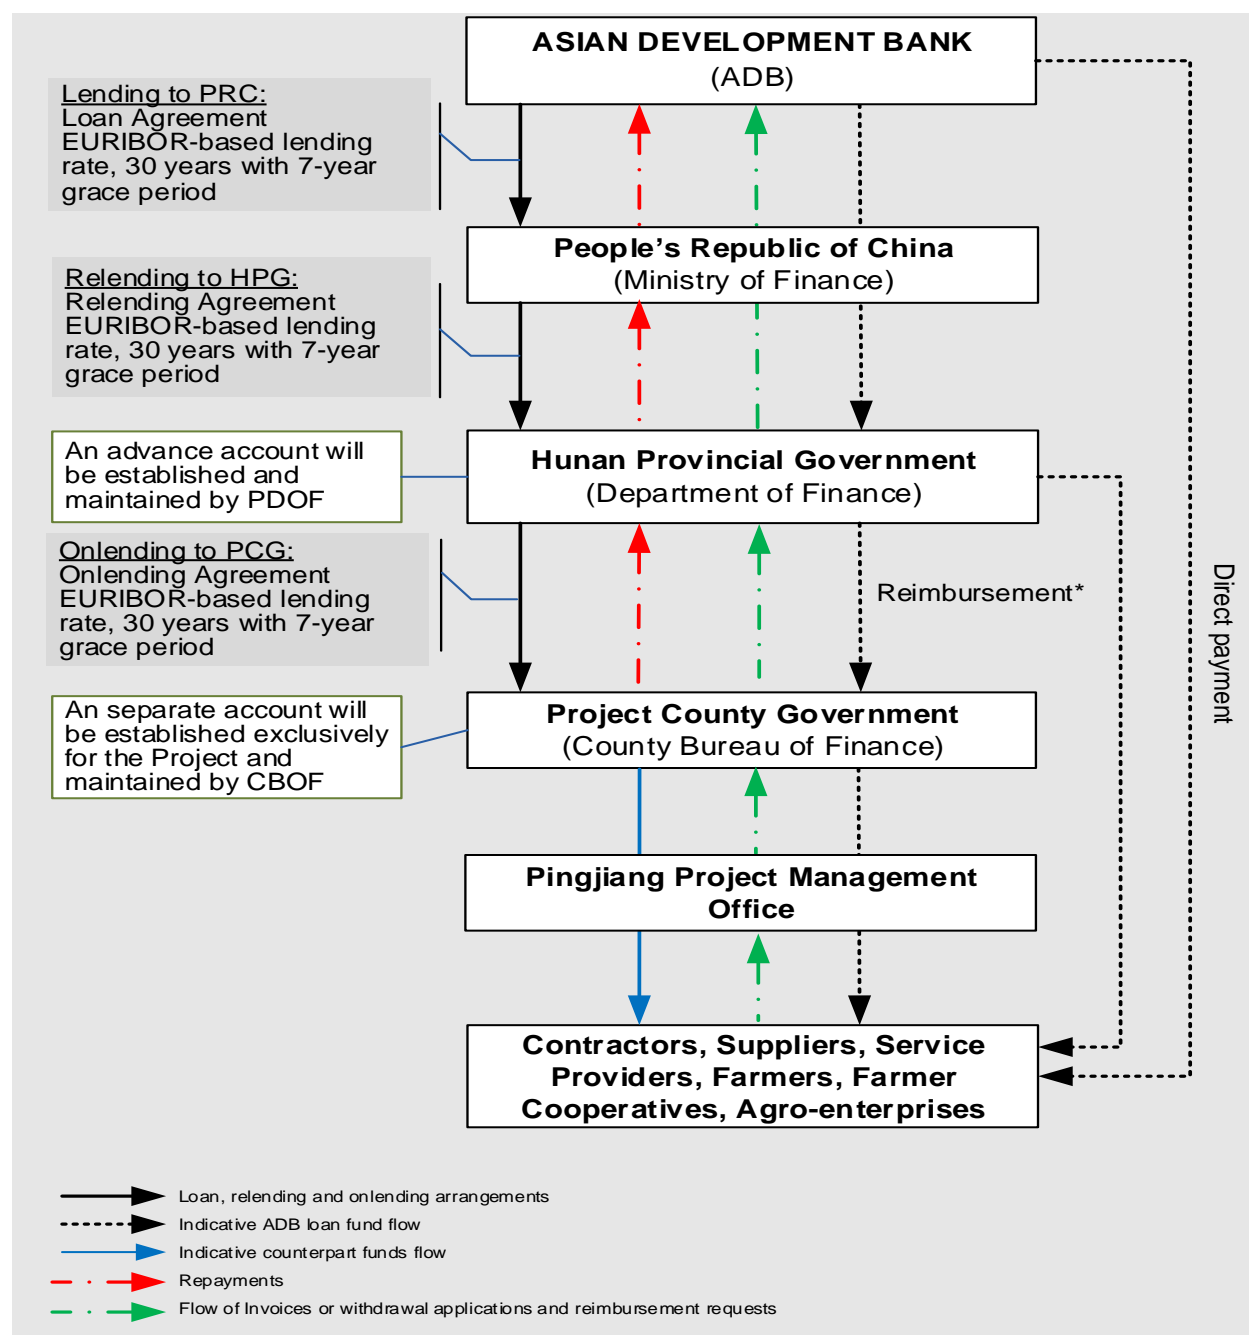 ASIAN DEVELOPMENT BANK
(ADB)
Lending to PRC:
Loan Agreement
EURIBOR-based lending
rate, 30 years with 7-year
grace period
People’s Republic of China
(Ministry of Finance)
Relending to HPG:
Relending Agreement
EURIBOR-based lending
rate, 30 years with 7-year
grace period
An advance account will
be established and
maintained by PDOF
Hunan Provincial Government
(Department of Finance)
Onlending to PCG:
Onlending Agreement
EURIBOR-based lending
rate, 30 years with 7-year
grace period
Reimbursement*
Direct payment
An separate account will
be established exclusively
for the Project and
maintained by CBOF
Project County Government
(County Bureau of Finance)
Pingjiang Project Management
Office
Contractors, Suppliers, Service
Providers, Farmers, Farmer
Cooperatives, Agro-enterprises
Loan, relending and onlending arrangements
Indicative ADB loan fund flow
Indicative counterpart funds flow
Repayments
Flow of Invoices or withdrawal applications and reimbursement requests